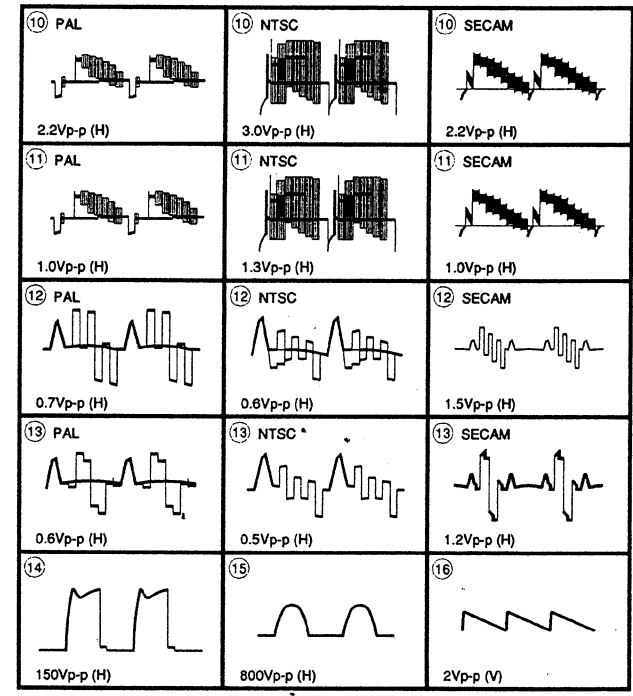 10 PAL
2.2Vp-p (H)
10 NTSC
3.0Vp-p (H)
10 SECAM
2.2Vp-p (H)
11 PAL
1.0Vp-p (H)
11 NTSC
1.3Vp-p (H)
11 SECAM
1.0Vp-p (H)
12 PAL
0.7Vp-p (H)
12 NTSC
0.6Vp-p (H)
12 SECAM
1.5Vp-p (H)
13 PAL
0.6Vp-p (H)
13 NTSC
0.5Vp-p (H)
13 SECAM
1.2Vp-p (H)
14
150Vp-p (H)
15
800Vp-p (H)
16
2Vp-p (V)